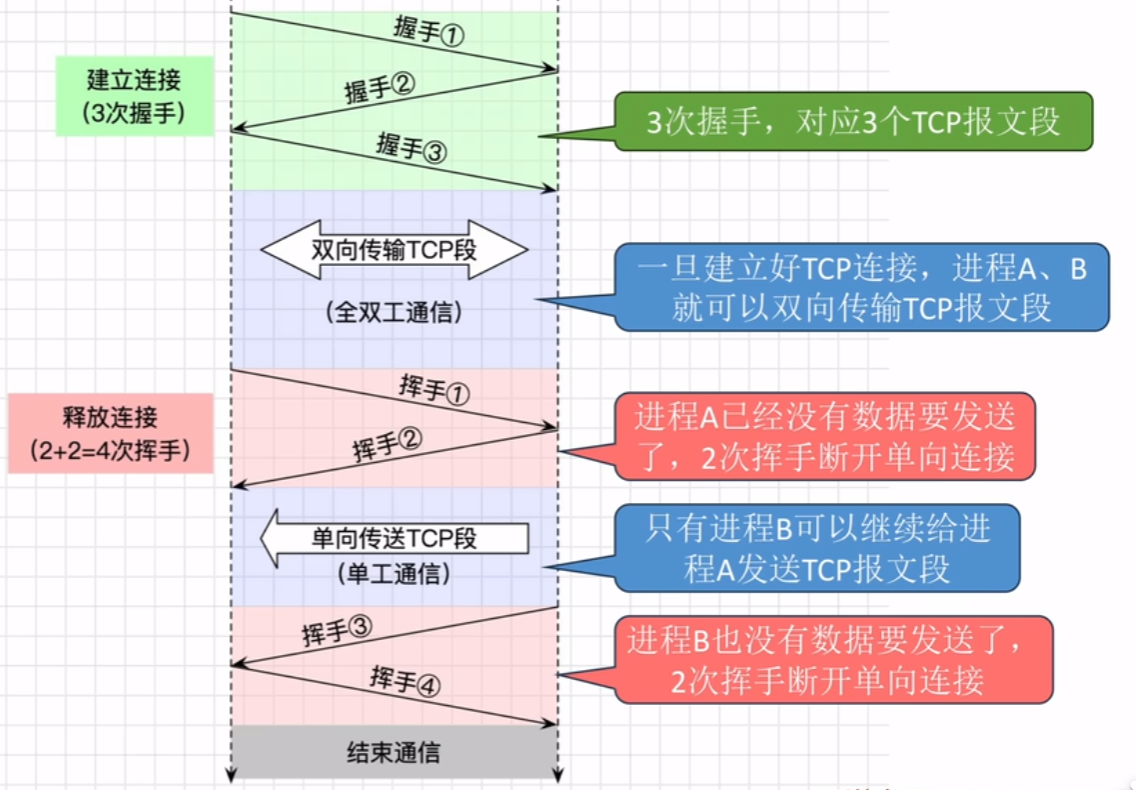 握手①
建立连接
(3次握手)
握手②
3次握手，对应3个TCP报文段
握手③
双向传输TCP段
(全双工通信)
一旦建立好TCP连接，进程A、B
就可以双向传输TCP报文段
挥手①
释放连接
(2+2=4次挥手)
挥手②
进程A已经没有数据要发送
了，2次挥手断开单向连接
单向传送TCP段
(单工通信)
只有进程B可以继续给进
程A发送TCP报文段
挥手③
挥手④
进程B也没有数据要发送了，
2次挥手断开单向连接
结束通信